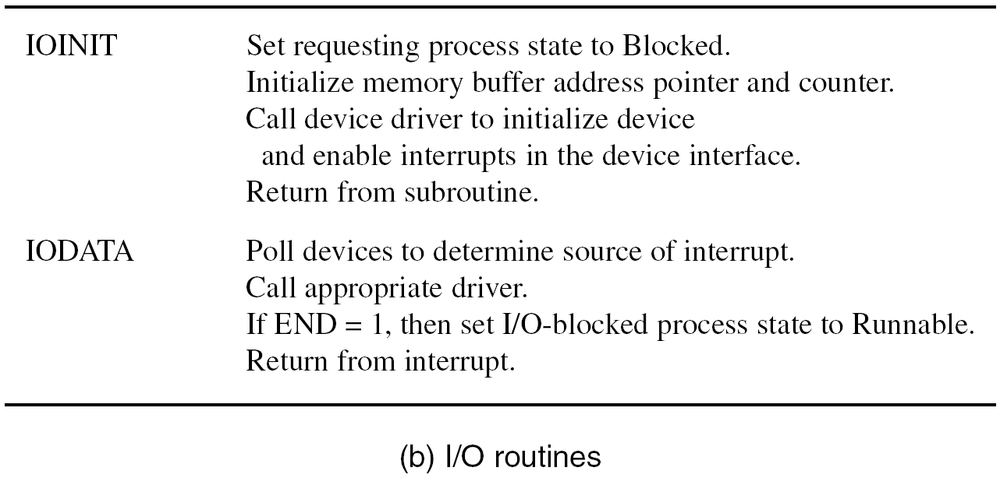 IOINIT Set requesting process state to Blocked.
Initialize memory buffer address pointer and counter.
Call device driver to initialize device
and enable interrupts in the device interface.
Return from subroutine.
IODATA Poll devices to determine source of interrupt.
Call appropriate driver.
If END = 1, then set I/O-blocked process state to Runnable.
Return from interrupt.
(b) I/O routines